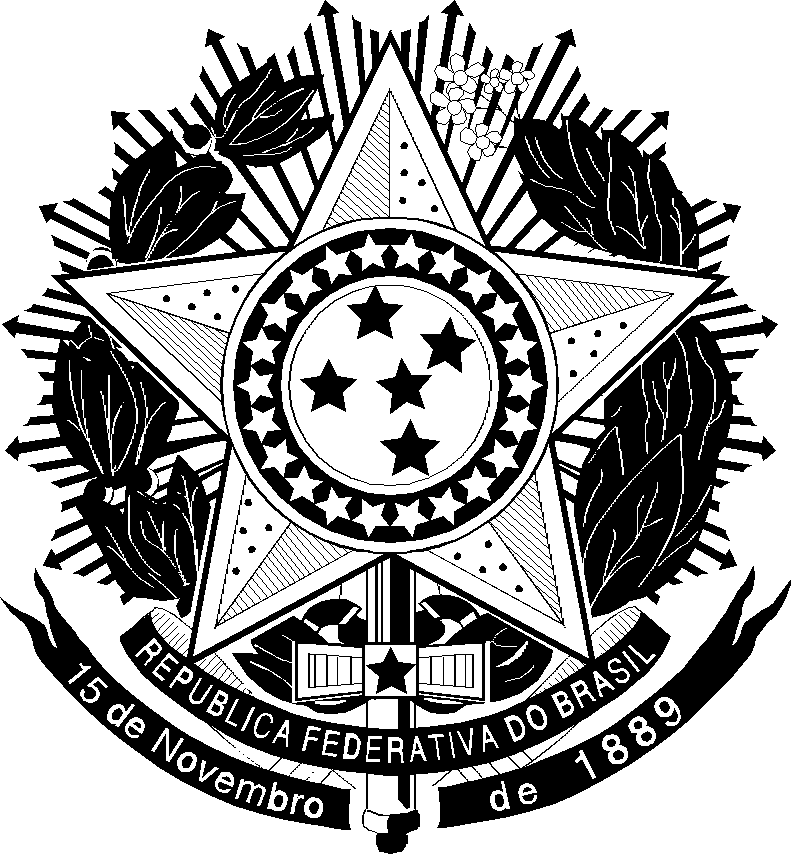 REPUBLICA FEDERATIVA DO BRASIL
15 de Novembro de 1889